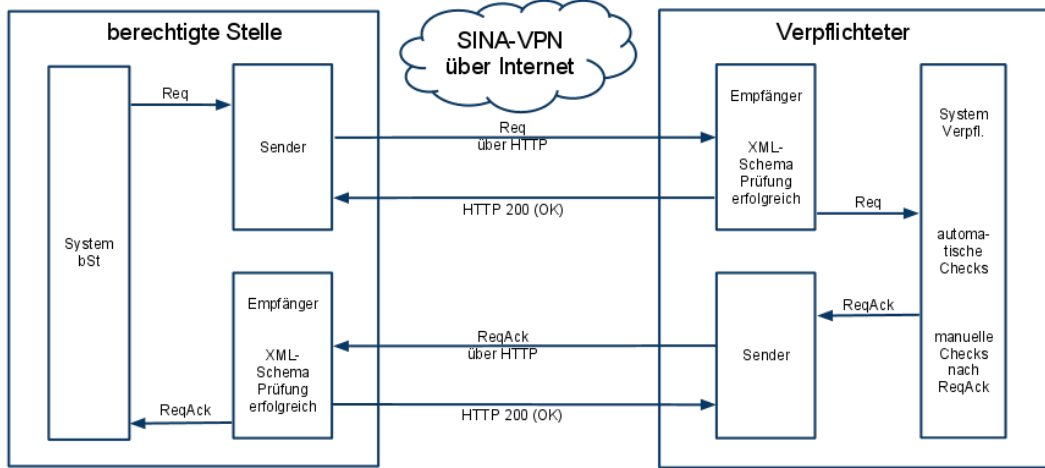 berechtigte Stelle
SINA-VPN
über Internet
Verpflichteter
Req
Sender
System
bSt
Empfänger
XML-
Schema
Prüfung
erfolgreich
ReqAck
Req
über HTTP
HTTP 200 (OK)
ReqAck
über HTTP
HTTP 200 (OK)
Empfänger
XML-
Schema
Prüfung
erfolgreich
Req
Sender
ReqAck
System
Verpfl.
automa-
tische
Checks
manuelle
Checks
nach
ReqAck